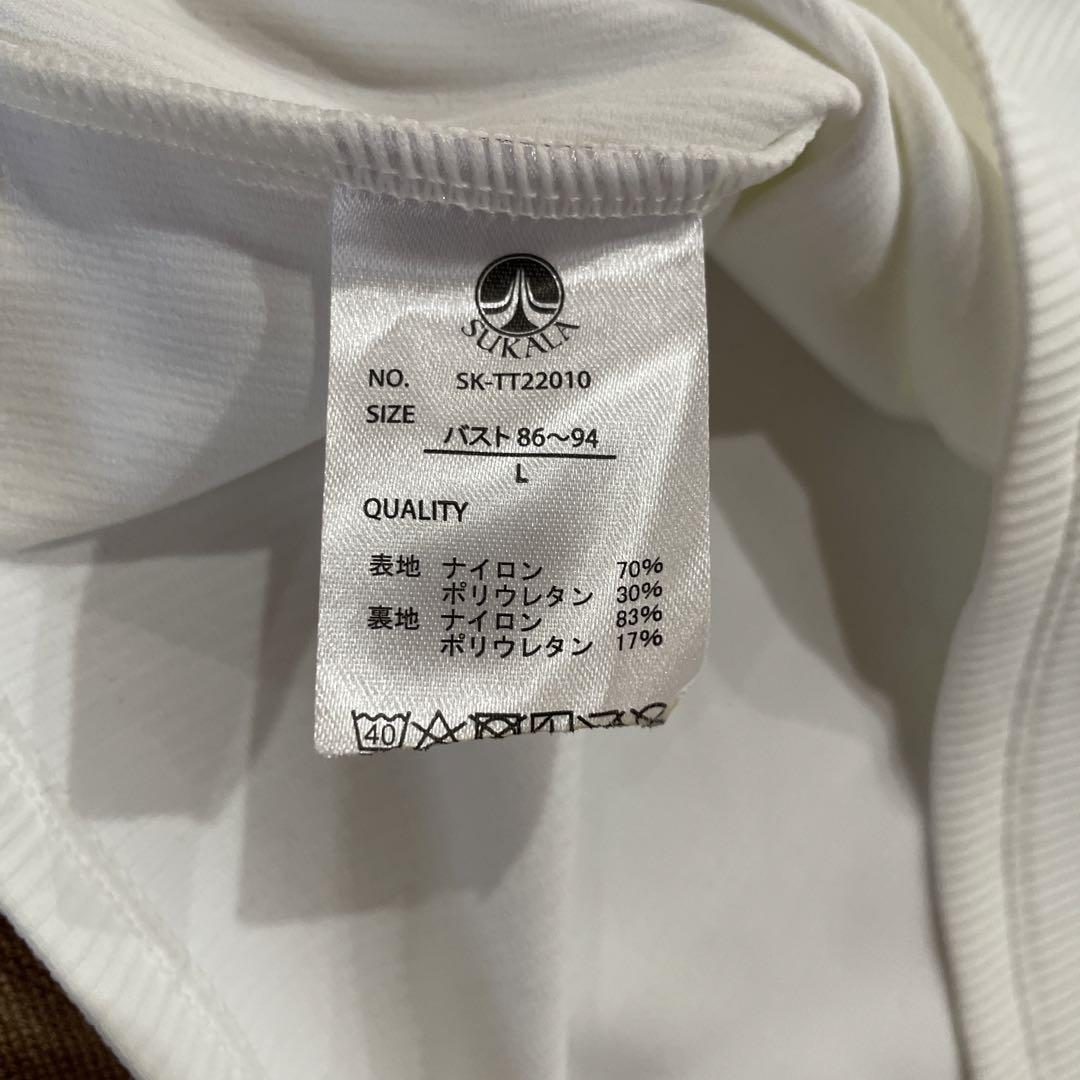 SUKALA
NO. SK-TT22010
SIZE
バスト 86～94
L
QUALITY
表地 ナイロン 70%
ポリウレタン 30%
裏地 ナイロン 83%
ポリウレタン 17%
40